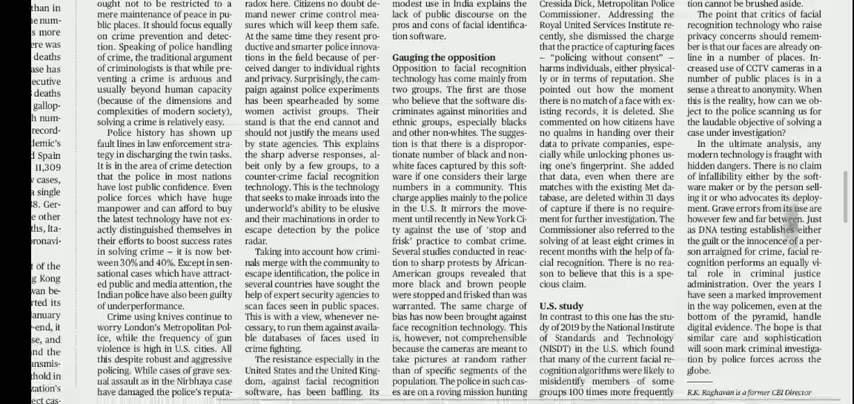 than in
s more
ere was
deaths
ase has
ecutive
deaths
gallop-
h num-
record-
demic's
d Spain
11,309
v cases,
a single
38. Ger-
e other
ths, Ita-
oronavi-
t of the
g Kong
wan be-
rted its
January
-end, it
se, and
and the
ansmis-
thold in
zation's
ect cas-
ought not to be restricted to a
mere maintenance of peace in pu-
blic places. It should focus equally
on crime prevention and detec-
tion. Speaking of police handling
of crime, the traditional argument
of criminologists is that while pre-
venting a crime is arduous and
usually beyond human capacity
(because of the dimensions and
complexities of modern society),
solving a crime is relatively easy.
Police history has shown up
fault lines in law enforcement stra-
tegy in discharging the twin tasks.
It is in the area of crime detection
that the police in most nations
have lost public confidence. Even
police forces which have huge
manpower and can afford to buy
the latest technology have not ex-
actly distinguished themselves in
their efforts to boost success rates
in solving crime – it is now bet-
ween 30% and 40%. Except in sen-
sational cases which have attract-
ed public and media attention, the
Indian police have also been guilty
of underperformance.
Crime using knives continue to
worry London's Metropolitan Pol-
ice, while the frequency of gun
violence is high in U.S. cities. All
this despite robust and aggressive
policing. While cases of grave sex-
ual assault as in the Nirbhaya case
have damaged the police's reputa-
radox here. Citizens no doubt de-
mand newer crime control mea-
sures which will keep them safe.
At the same time they resent pro-
ductive and smarter police innova-
tions in the field because of per-
ceived danger to individual rights
and privacy. Surprisingly, the cam-
paign against police experiments
has been spearheaded by some
women activist groups. Their
stand is that the end cannot and
should not justify the means used
by state agencies. This explains
the sharp adverse responses, al-
beit only by a few groups, to a
counter-crime facial recognition
technology. This is the technology
that seeks to make inroads into the
underworld's ability to be elusive
and their machinations in order to
escape detection by the police
radar.
Taking into account how crimi-
nals merge with the community to
escape identification, the police in
several countries have sought the
help of expert security agencies to
scan faces seen in public spaces.
This is with a view, whenever ne-
cessary, to run them against availa-
ble databases of faces used in
crime fighting.
The resistance especially in the
United States and the United King-
dom, against facial recognition
software, has been baffling. Its
modest use in India explains the
lack of public discourse on the
pros and cons of facial identifica-
tion software.
Gauging the opposition
Opposition to facial recognition
technology has come mainly from
two groups. The first are those
who believe that the software dis-
criminates against minorities and
ethnic groups, especially blacks
and other non-whites. The sugges-
tion is that there is a dispropor-
tionate number of black and non-
white faces captured by this soft-
ware if one considers their large
numbers in a community. This
charge applies mainly to the police
in the U.S. It mirrors the move-
ment until recently in New York Ci-
ty against the use of 'stop and
frisk' practice to combat crime.
Several studies conducted in reac-
tion to sharp protests by African-
American groups revealed that
more black and brown people
were stopped and frisked than was
warranted. The same charge of
bias has now been brought against
face recognition technology. This
is, however, not comprehensible
because the cameras are meant to
take pictures at random rather
than of specific segments of the
population. The police in such cas-
es are on a roving mission hunting
Cressida Dick, Metropolitan Police
Commissioner. Addressing the
Royal United Services Institute re-
cently, she dismissed the charge
that the practice of capturing faces
– "policing without consent" –
harms individuals, either physical-
ly or in terms of reputation. She
pointed out how the moment
there is no match of a face with ex-
isting records, it is deleted. She
commented on how citizens have
no qualms in handing over their
data to private companies, espe-
cially while unlocking phones us-
ing one's fingerprint. She added
that data, even when there are
matches with the existing Met da-
tabase, are deleted within 31 days
of capture if there is no require-
ment for further investigation. The
Commissioner also referred to the
solving of at least eight crimes in
recent months with the help of fa-
cial recognition. There is no rea-
son to believe that this is a spe-
cious claim.
U.S. study
In contrast to this one has the stu-
dy of 2019 by the National Institute
of Standards and Technology
(NISDT) in the U.S. which found
that many of the current facial re-
cognition algorithms were likely to
misidentify members of some
groups 100 times more frequently
tion cannot be brushed aside.
The point that critics of facial
recognition technology who raise
privacy concerns should remem-
ber is that our faces are already on-
line in a number of places. In-
creased use of CCTV cameras in a
number of public places is in a
sense a threat to anonymity. When
this is the reality, how can we ob-
ject to the police scanning us for
the laudable objective of solving a
case under investigation?
In the ultimate analysis, any
modern technology is fraught with
hidden dangers. There is no claim
of infallibility either by the soft-
ware maker or by the person sell-
ing it or who advocates its deploy-
ment. Grave errors from its use are
however few and far between. Just
as DNA testing establishes either
the guilt or the innocence of a per-
son arraigned for crime, facial re-
cognition performs an equally vi-
tal role in criminal justice
administration. Over the years I
have seen a marked improvement
in the way policemen, even at the
bottom of the pyramid, handle
digital evidence. The hope is that
similar care and sophistication
will soon mark criminal investiga-
tion by police forces across the
globe.
R.K. Raghavan is a former CBI Director